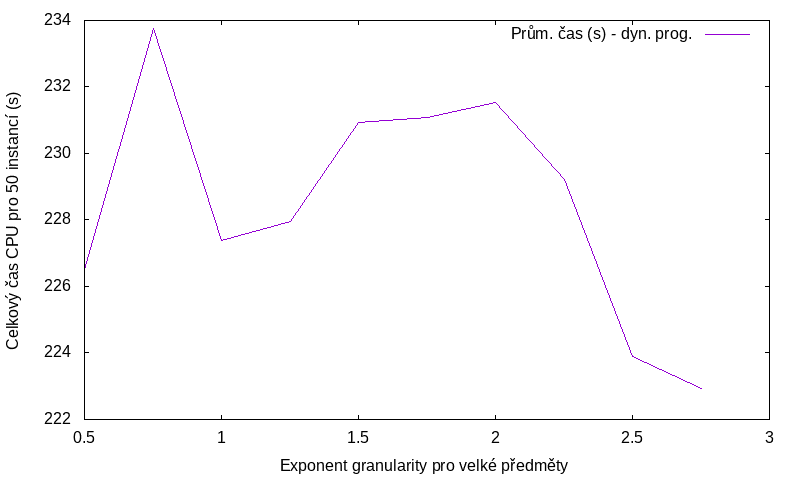 Prům. čas (s) - dyn. prog.
Celkový čas CPU pro 50 instancí (s)
234
232
230
228
226
224
222
0.5 1 1.5 2 2.5 3
Exponent granularity pro velké předměty